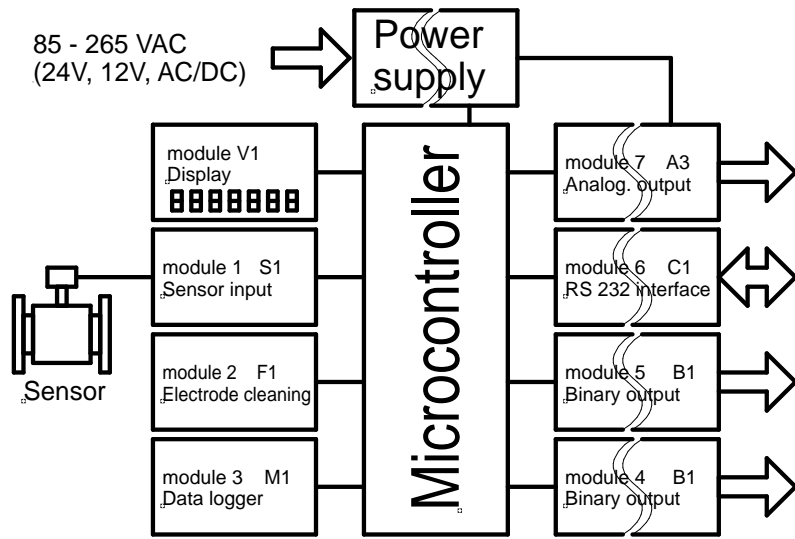 85 - 265 VAC
(24V, 12V, AC/DC)
Power
supply
module V1
Display
module 1 S1
Sensor input
Sensor
module 2 F1
Electrode cleaning
module 3 M1
Data logger
Microcontroller
module 7 A3
Analog. output
module 6 C1
RS 232 interface
module 5 B1
Binary output
module 4 B1
Binary output